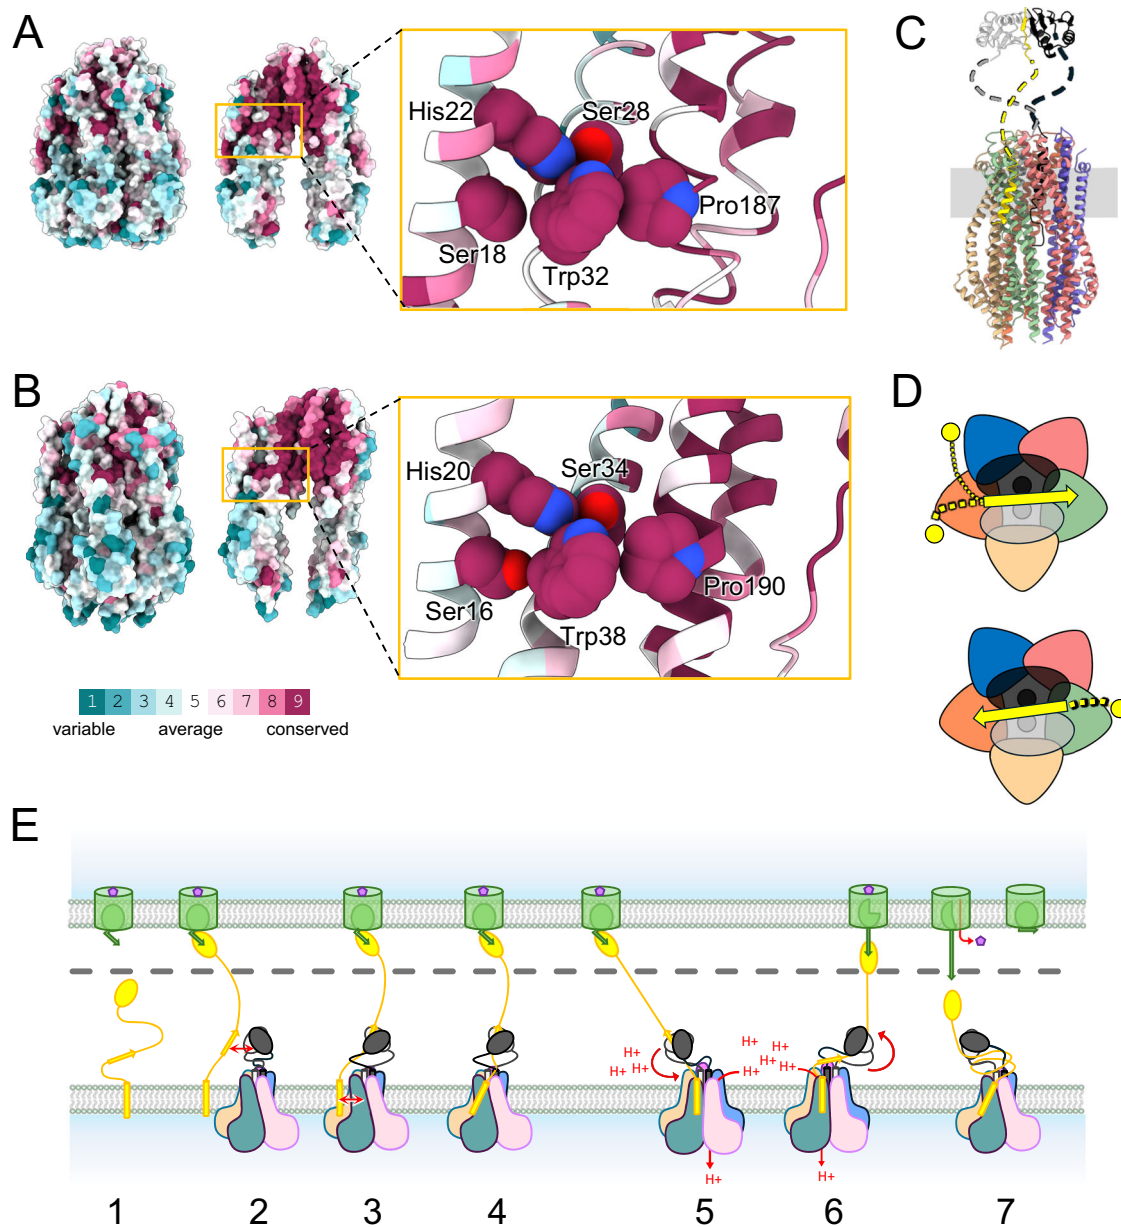 A
His22
Ser28
Pro187
Ser18
Trp32
C
B
His20
Ser34
Pro190
Ser16
Trp38
D
1 2 3 4 5 6 7 8 9
variable average conserved
E
H+
H+ H+
H+ H+ H+
H+ H+
H+ H+
H+
H+
1 2 3 4 5 6 7